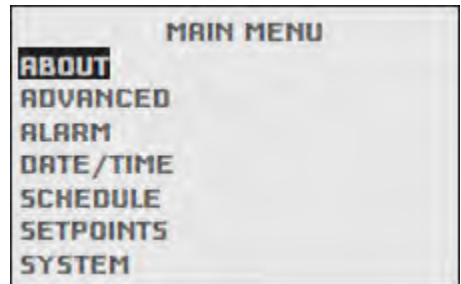 MAIN MENU
ABOUT
ADVANCED
ALARM
DATE/TIME
SCHEDULE
SETPOINTS
SYSTEM